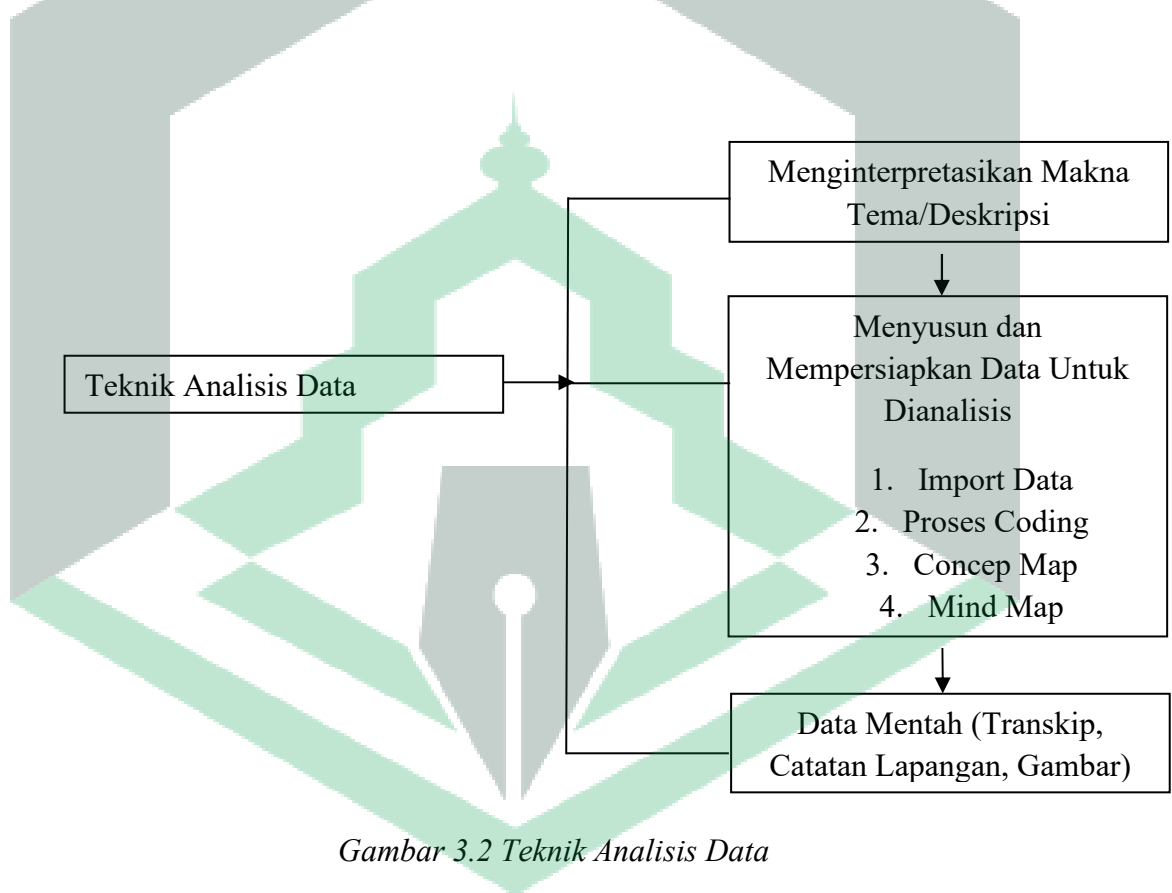 Menginterpretasikan Makna
Tema/Deskripsi
Teknik Analisis Data
Menyusun dan
Mempersiapkan Data Untuk
Dianalisis
1. Import Data
2. Proses Coding
3. Concep Map
4. Mind Map
Data Mentah (Transkip,
Catatan Lapangan, Gambar)
Gambar 3.2 Teknik Analisis Data